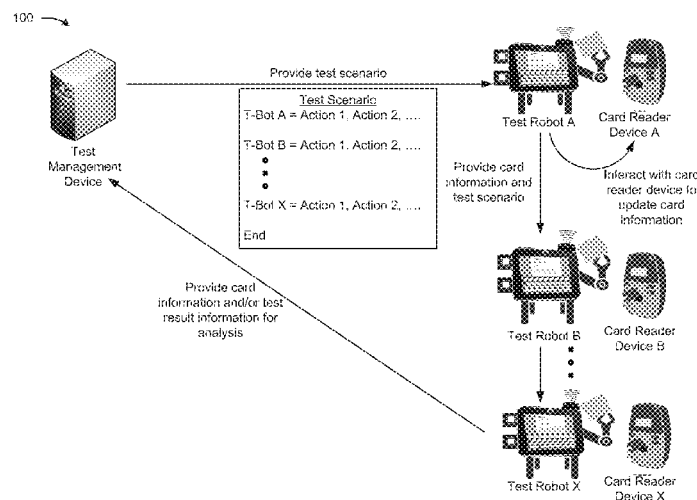 100
Provide test scenario
Test Scenario
T-Bot A = Action 1, Action 2, ....
T-Bot B = Action 1, Action 2, ....
T-Bot X = Action 1, Action 2, ....
End
Test
Management
Device
Test Robot A
Card Reader
Device A
Provide card
information and
test scenario
Interact with card
reader device to
update card
information
Provide card
information and/or test
result information for
analysis
Test Robot B
Card Reader
Device B
Test Robot X
Card Reader
Device X